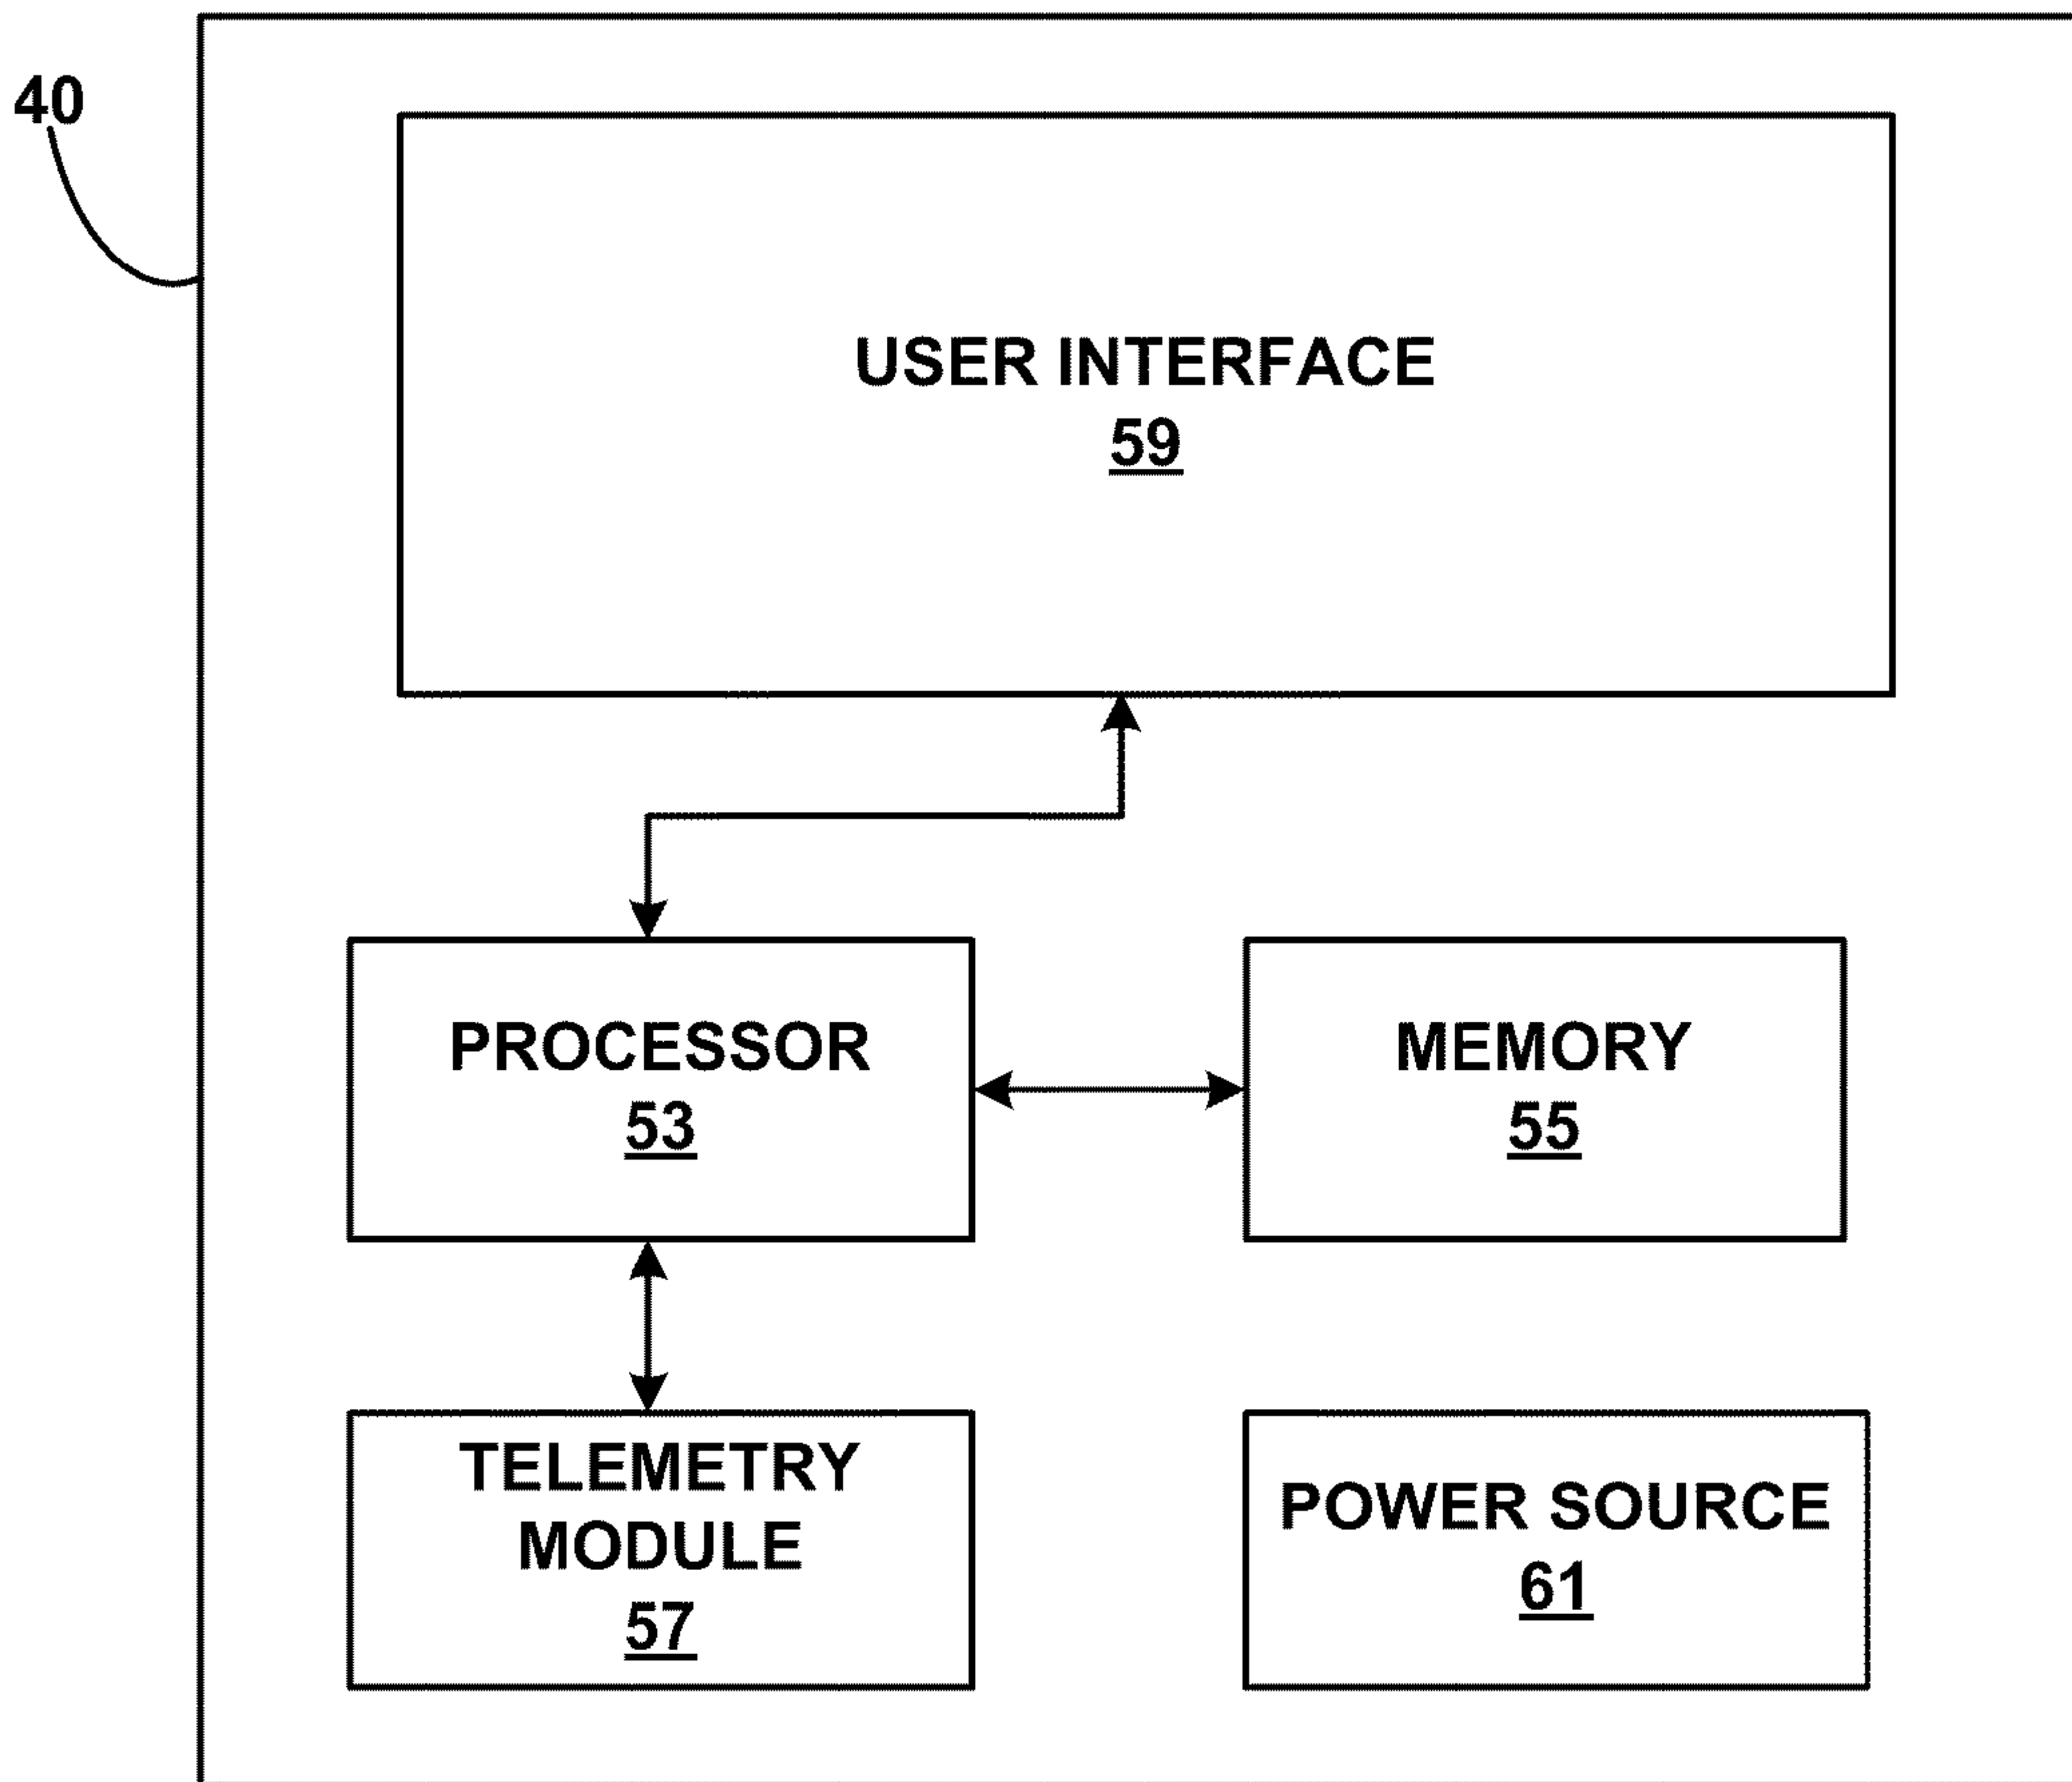 40
USER INTERFACE
59
PROCESSOR
53
MEMORY
55
TELEMETRY
MODULE
57
POWER SOURCE
61